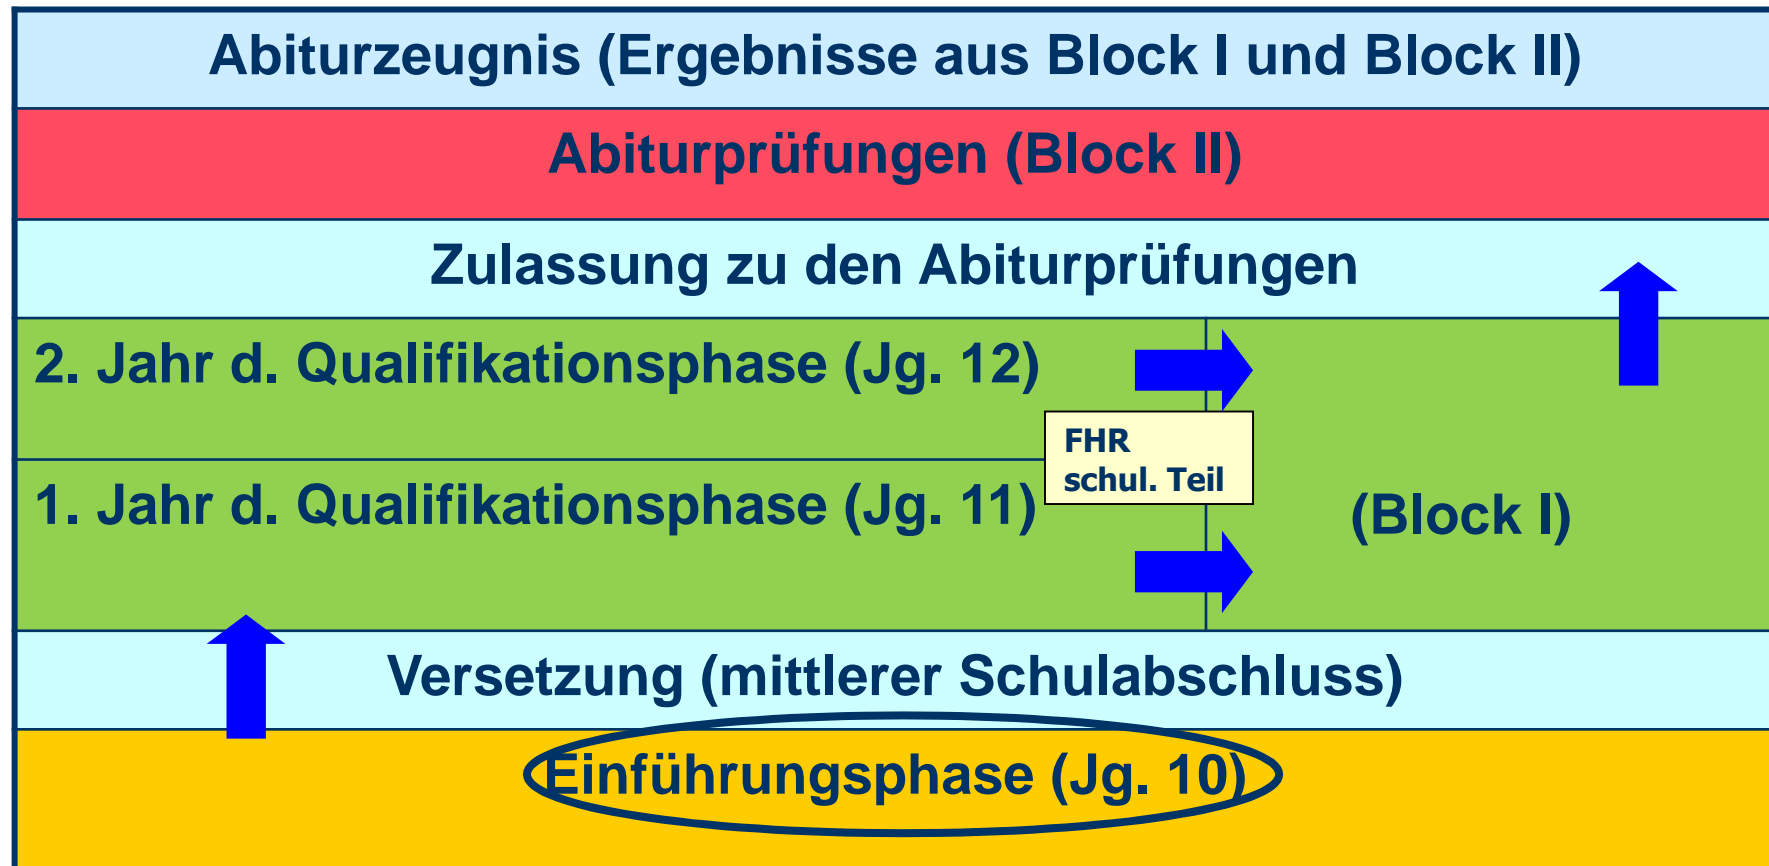 Abiturzeugnis (Ergebnisse aus Block I und Block II)
Abiturprüfungen (Block II)
Zulassung zu den Abiturprüfungen
2. Jahr d. Qualifikationsphase (Jg. 12)
FHR
schul. Teil
1. Jahr d. Qualifikationsphase (Jg. 11)
(Block I)
Versetzung (mittlerer Schulabschluss)
Einführungsphase (Jg. 10)